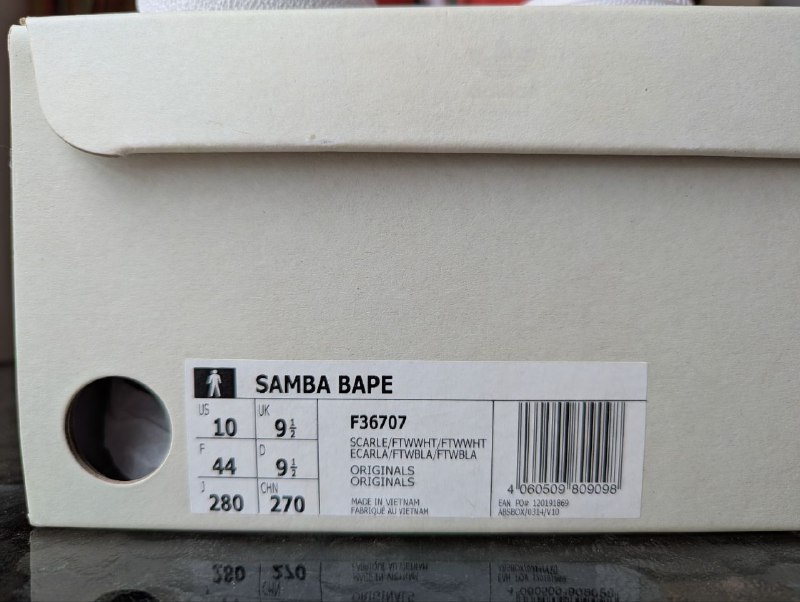 SAMBA BAPE
US 10 UK 9½
F 44 D 9½
J 280 CHN 270
F36707
SCARLE/FTWWHT/FTWWHT
ECARLA/FTWBLA/FTWBLA
ORIGINALS
ORIGINALS
MADE IN VIETNAM
FABRIQUÉ AU VIETNAM
4 060509 809098
EAN PO# 120191869
ABSBOX/0314/V10